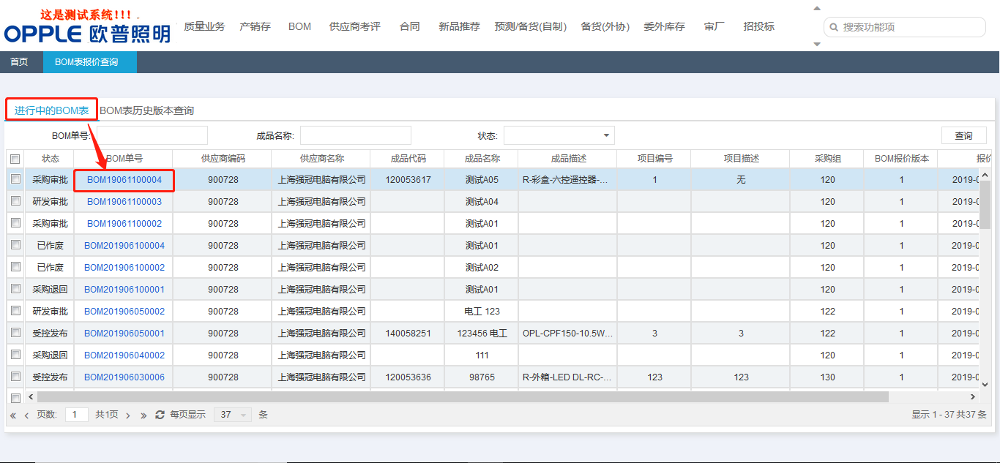 这是测试系统!!!
OPPLE 欧普照明
质量业务 产销存 BOM 供应商考评 合同 新品推荐 预测/备货(自制) 备货(外协) 委外库存 审厂 招投标 搜索功能项
首页 BOM表报价查询
进行中的BOM表 BOM表历史版本查询
BOM单号: 成品名称: 状态: 查询
状态 BOM单号 供应商编码 供应商名称 成品代码 成品名称 成品描述 项目编号 项目描述 采购组 BOM报价版本 报价
采购审批 BOM19061100004 900728 上海强冠电脑有限公司 120053617 测试A05 R-彩盒-六控遥控器-... 1 无 120 1 2019-0
研发审批 BOM19061100003 900728 上海强冠电脑有限公司 测试A04 120 1 2019-0
采购审批 BOM19061100002 900728 上海强冠电脑有限公司 测试A01 120 1 2019-0
已作废 BOM201906100004 900728 上海强冠电脑有限公司 测试A01 120 1 2019-0
已作废 BOM201906100002 900728 上海强冠电脑有限公司 测试A02 120 1 2019-0
采购退回 BOM201906100001 900728 上海强冠电脑有限公司 测试A01 120 1 2019-0
研发审批 BOM201906050002 900728 上海强冠电脑有限公司 电工 123 122 1 2019-0
受控发布 BOM201906050001 900728 上海强冠电脑有限公司 140058251 123456 电工 OPL-CPF150-10.5W... 3 3 122 1 2019-0
采购退回 BOM201906040002 900728 上海强冠电脑有限公司 111 120 1 2019-0
受控发布 BOM201906030006 900728 上海强冠电脑有限公司 120053636 98765 R-外箱-LED DL-RC-... 123 123 130 1 2019-0
页数: 1 共1页 每页显示 37 条 显示 1 - 37 共37 条